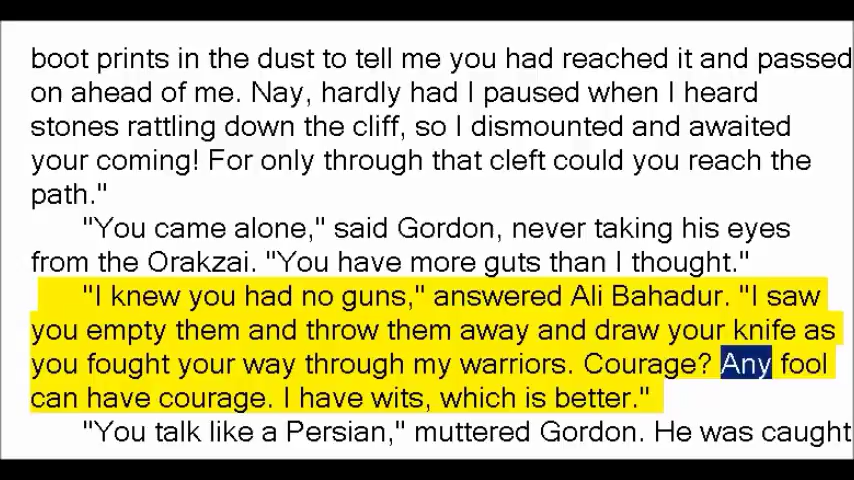 boot prints in the dust to tell me you had reached it and passed
on ahead of me. Nay, hardly had I paused when I heard
stones rattling down the cliff, so I dismounted and awaited
your coming! For only through that cleft could you reach the
path."
"You came alone," said Gordon, never taking his eyes
from the Orakzai. "You have more guts than I thought."
"I knew you had no guns," answered Ali Bahadur. "I saw
you empty them and throw them away and draw your knife as
you fought your way through my warriors. Courage? Any fool
can have courage. I have wits, which is better."
"You talk like a Persian," muttered Gordon. He was caught